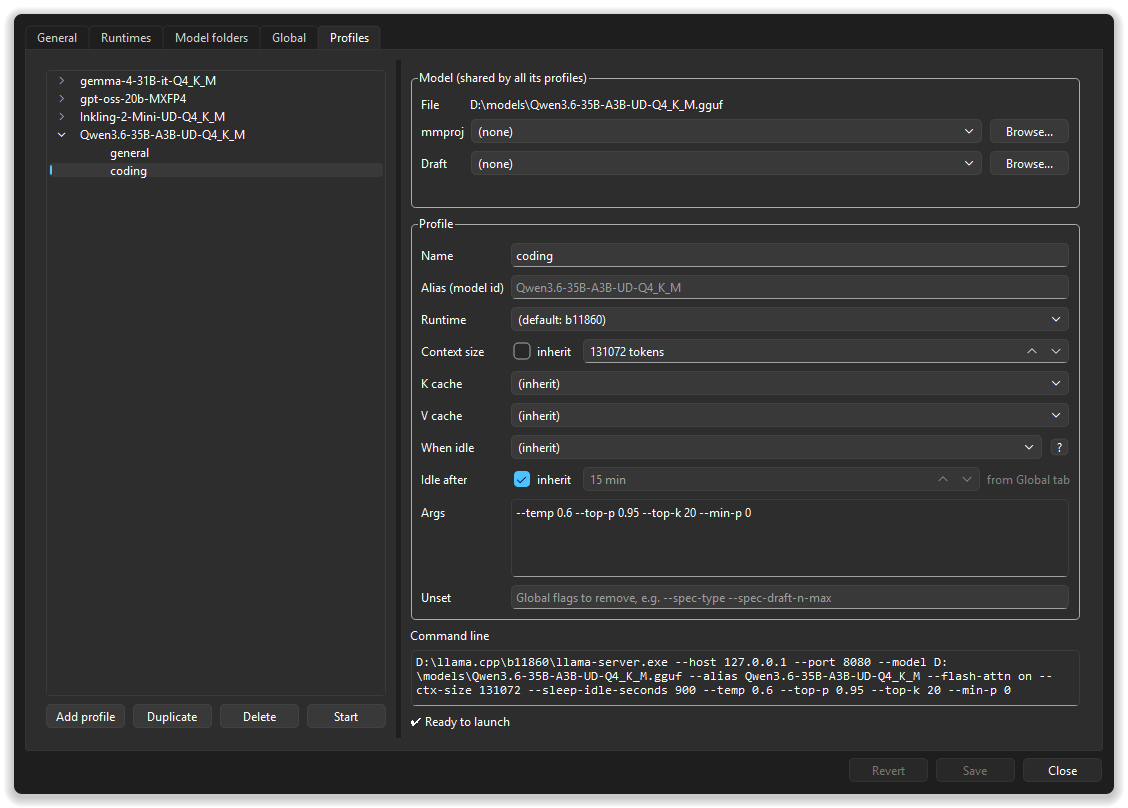 General Runtimes Model folders Global Profiles
gemma-4-31B-it-Q4_K_M
gpt-oss-20b-MXFP4
Inkling-2-Mini-UD-Q4_K_M
Qwen3.6-35B-A3B-UD-Q4_K_M
general
coding
Add profile Duplicate Delete Start
Model (shared by all its profiles)
File D:\models\Qwen3.6-35B-A3B-UD-Q4_K_M.gguf
mmproj (none) Browse...
Draft (none) Browse...
Profile
Name coding
Alias (model id) Qwen3.6-35B-A3B-UD-Q4_K_M
Runtime (default: b11860)
Context size inherit 131072 tokens
K cache (inherit)
V cache (inherit)
When idle (inherit) ?
Idle after inherit 15 min from Global tab
Args --temp 0.6 --top-p 0.95 --top-k 20 --min-p 0
Unset Global flags to remove, e.g. --spec-type --spec-draft-n-max
Command line
D:\llama.cpp\b11860\llama-server.exe --host 127.0.0.1 --port 8080 --model D:
\models\Qwen3.6-35B-A3B-UD-Q4_K_M.gguf --alias Qwen3.6-35B-A3B-UD-Q4_K_M --flash-attn on --
ctx-size 131072 --sleep-idle-seconds 900 --temp 0.6 --top-p 0.95 --top-k 20 --min-p 0
✔ Ready to launch
Revert Save Close